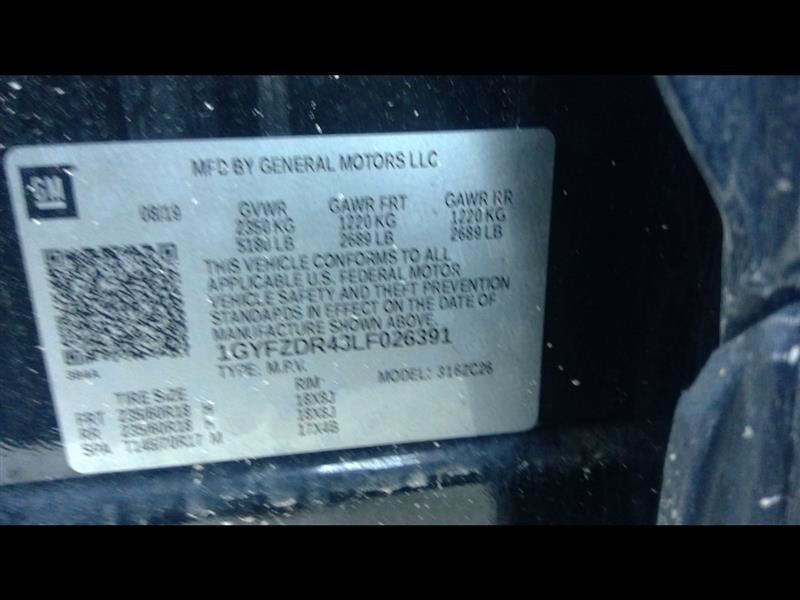 MFD BY GENERAL MOTORS LLC
GM
08/19 GVWR GAWR FRT GAWR RR
2350 KG 1220 KG 1220 KG
5180 LB 2689 LB 2689 LB
THIS VEHICLE CONFORMS TO ALL
APPLICABLE U.S. FEDERAL MOTOR
VEHICLE SAFETY AND THEFT PREVENTION
STANDARDS IN EFFECT ON THE DATE OF
MANUFACTURE SHOWN ABOVE.
1GYFZDR43LF026391
TYPE: M.P.V. MODEL:
TIRE SIZE RIM
FRT 235/60R18 18X8J
RR 235/60R18 18X8J
SPA T145/70R17 M 17X4B